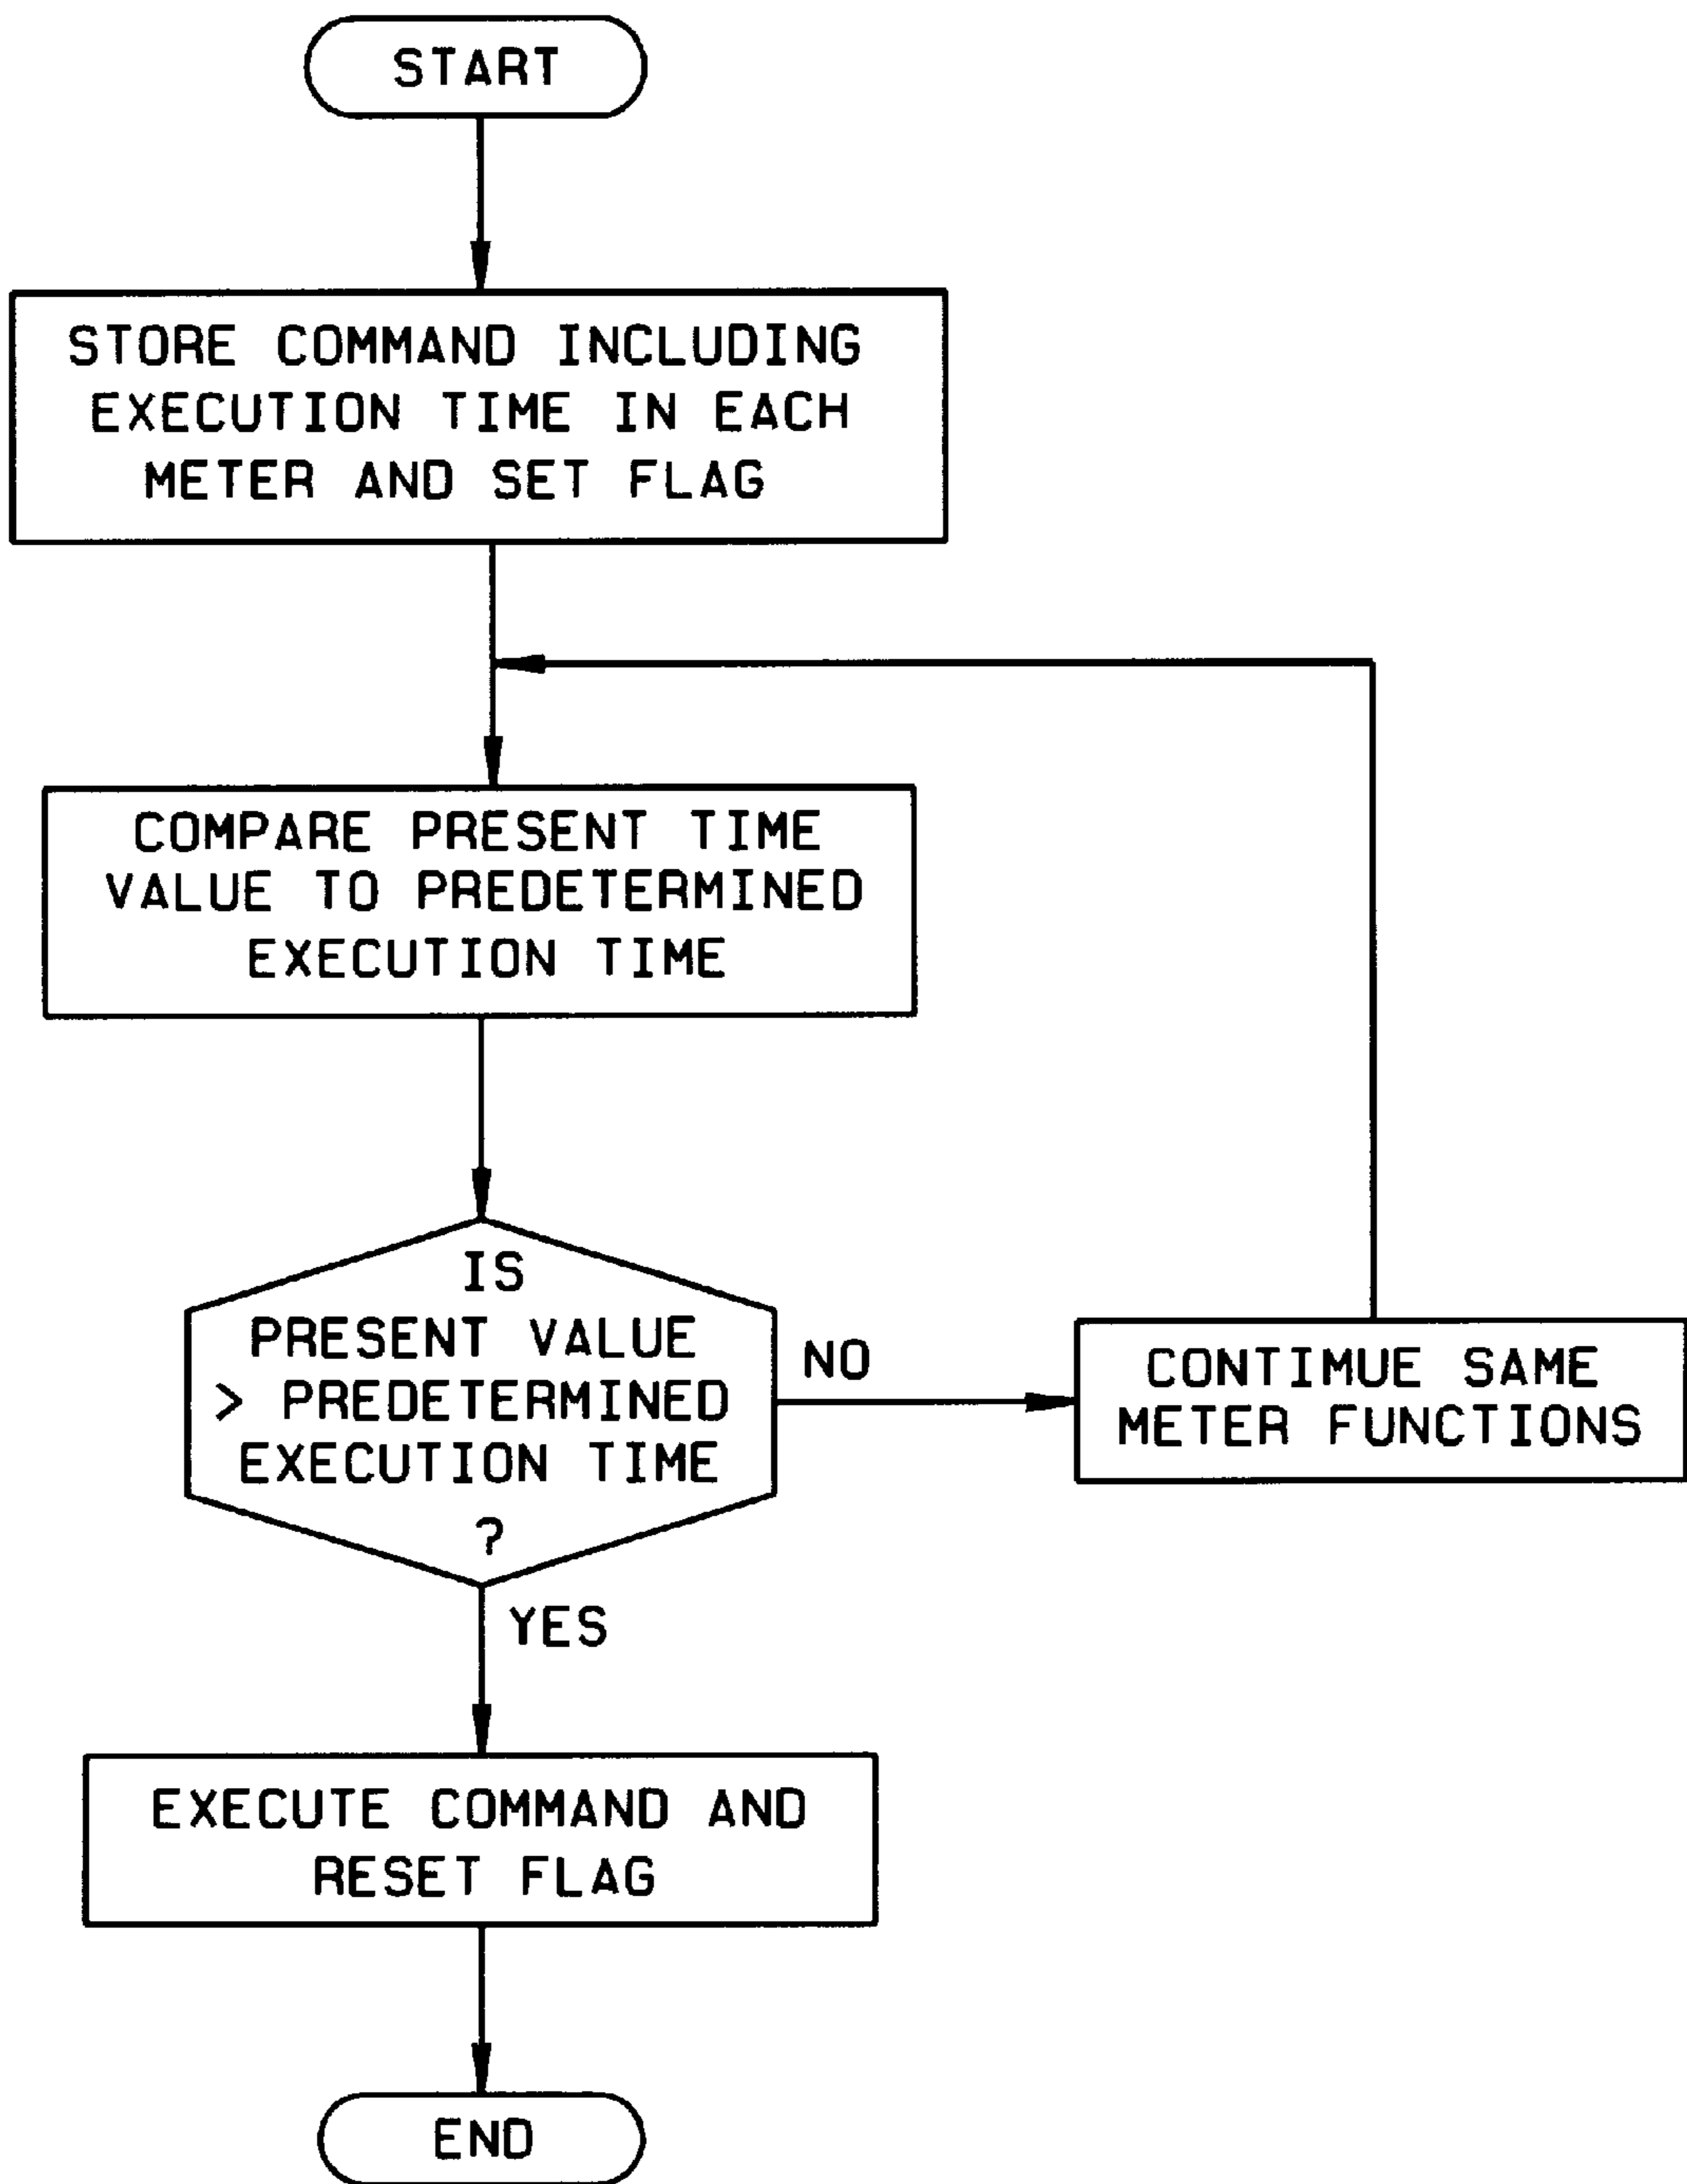 START
STORE COMMAND INCLUDING
EXECUTION TIME IN EACH
METER AND SET FLAG
COMPARE PRESENT TIME
VALUE TO PREDETERMINED
EXECUTION TIME
IS
PRESENT VALUE
> PREDETERMINED
EXECUTION TIME
?
NO
CONTIMUE SAME
METER FUNCTIONS
YES
EXECUTE COMMAND AND
RESET FLAG
END